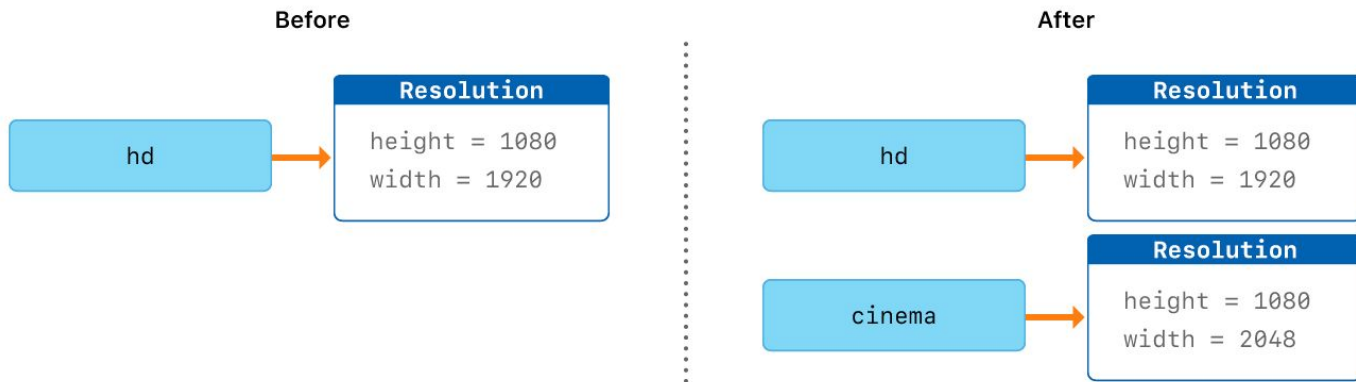 Before
hd
Resolution
height = 1080
width = 1920
After
hd
Resolution
height = 1080
width = 1920
cinema
Resolution
height = 1080
width = 2048